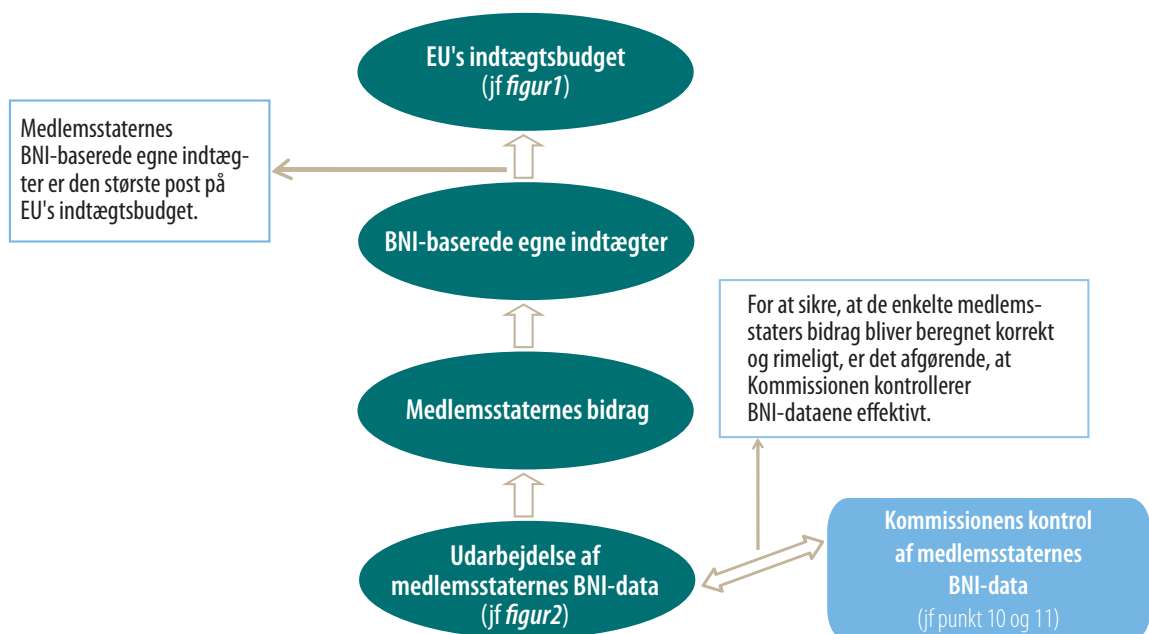 EU's indtægtsbudget
(jf figur1)
Medlemsstaternes
BNI-baserede egne indtæg-
ter er den største post på
EU's indtægtsbudget.
BNI-baserede egne indtægter
For at sikre, at de enkelte medlems-
staters bidrag bliver beregnet korrekt
og rimeligt, er det afgørende, at
Kommissionen kontrollerer
BNI-dataene effektivt.
Medlemsstaternes bidrag
Udarbejdelse af
medlemsstaternes BNI-data
(jf figur2)
Kommissionens kontrol
af medlemsstaternes
BNI-data
(jf punkt 10 og 11)